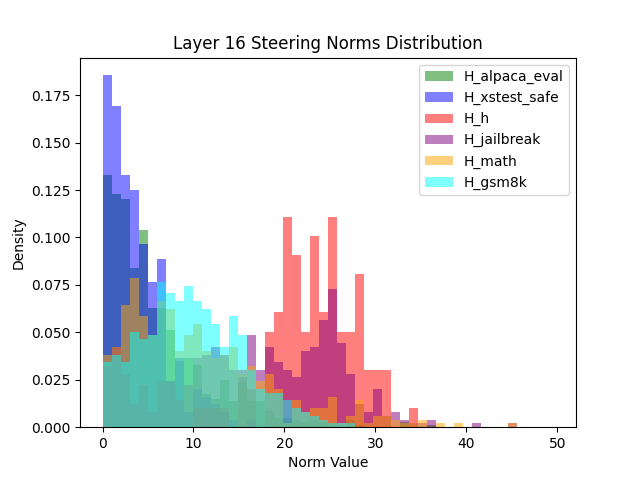 Layer 16 Steering Norms Distribution
H_alpaca_eval
H_xstest_safe
H_h
H_jailbreak
H_math
H_gsm8k
0.175
0.150
0.125
0.100
0.075
0.050
0.025
0.000
Density
0 10 20 30 40 50
Norm Value